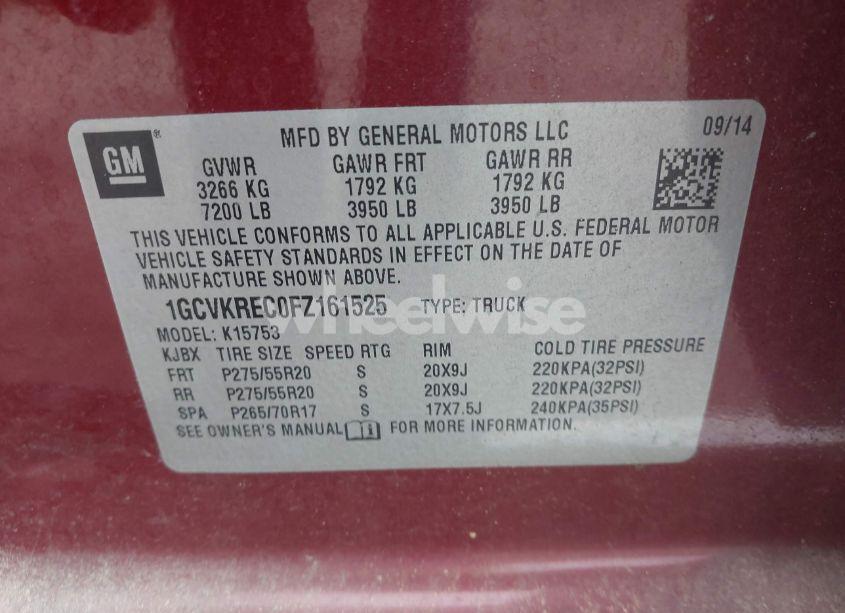 GM
MFD BY GENERAL MOTORS LLC 09/14
GVWR GAWR FRT GAWR RR
3266 KG 1792 KG 1792 KG
7200 LB 3950 LB 3950 LB
THIS VEHICLE CONFORMS TO ALL APPLICABLE U.S. FEDERAL MOTOR
VEHICLE SAFETY STANDARDS IN EFFECT ON THE DATE OF
MANUFACTURE SHOWN ABOVE.
1GCVKREC0FZ161525 TYPE: TRUCK
wheelwise
MODEL: K15753
KJBX TIRE SIZE SPEED RTG RIM COLD TIRE PRESSURE
FRT P275/55R20 S 20X9J 220KPA(32PSI)
RR P275/55R20 S 20X9J 220KPA(32PSI)
SPA P265/70R17 S 17X7.5J 240KPA(35PSI)
SEE OWNER'S MANUAL FOR MORE INFORMATION.